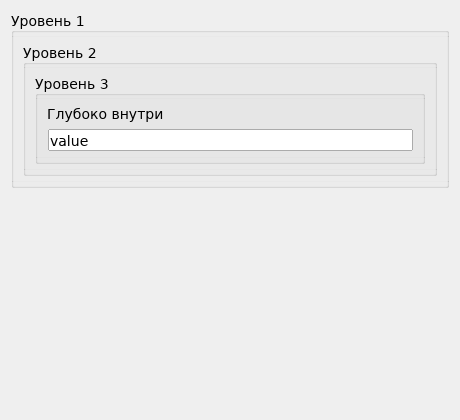 Уровень 1
Уровень 2
Уровень 3
Глубоко внутри
value